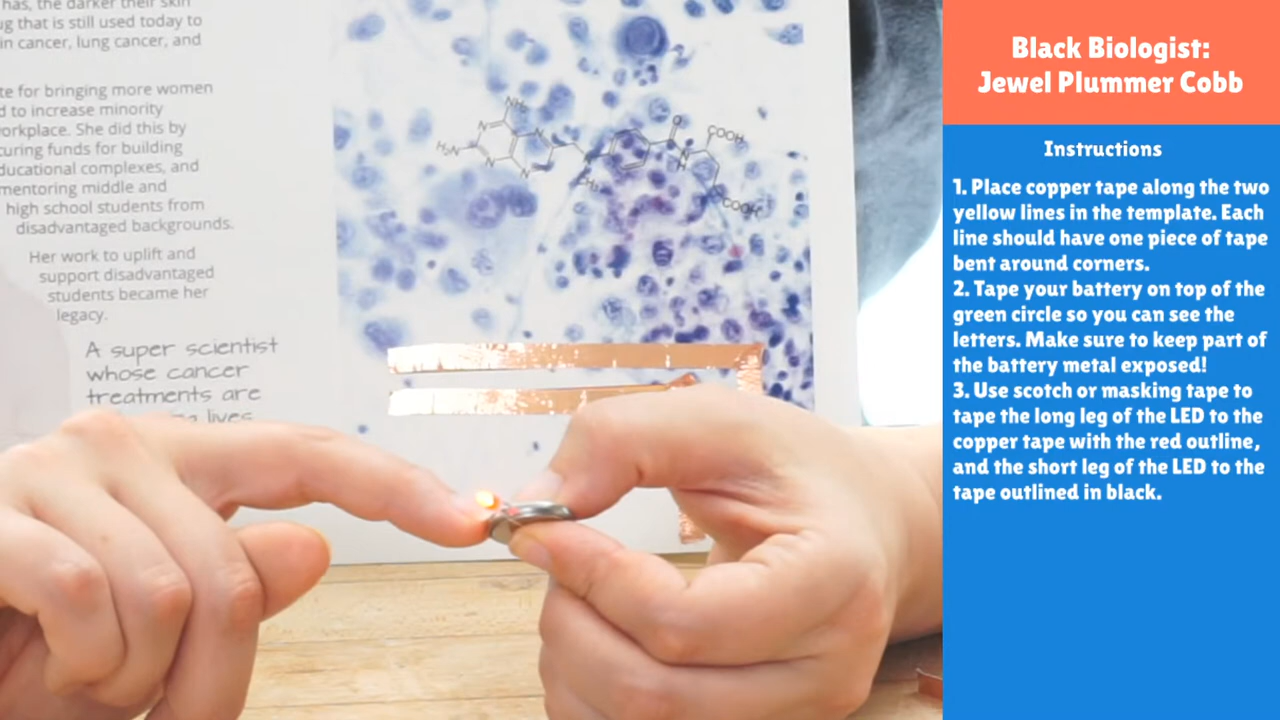 has, the darker their skin
ug that is still used today to
in cancer, lung cancer, and
te for bringing more women
d to increase minority
orkplace. She did this by
curing funds for building
ducational complexes, and
mentoring middle and
high school students from
disadvantaged backgrounds.
Her work to uplift and
support disadvantaged
students became her
legacy.
A super scientist
whose cancer
treatments are
lives
NH₂
N
N
H₂N
N
N
N
CH₃
O
N
H
COOH
COOH
Black Biologist:
Jewel Plummer Cobb
Instructions
1. Place copper tape along the two
yellow lines in the template. Each
line should have one piece of tape
bent around corners.
2. Tape your battery on top of the
green circle so you can see the
letters. Make sure to keep part of
the battery metal exposed!
3. Use scotch or masking tape to
tape the long leg of the LED to the
copper tape with the red outline,
and the short leg of the LED to the
tape outlined in black.